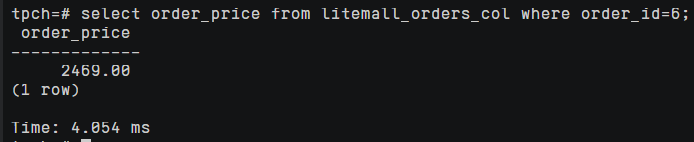 tpch=# select order_price from litemall_orders_col where order_id=6;
 order_price
-------------
     2469.00
(1 row)

Time: 4.054 ms